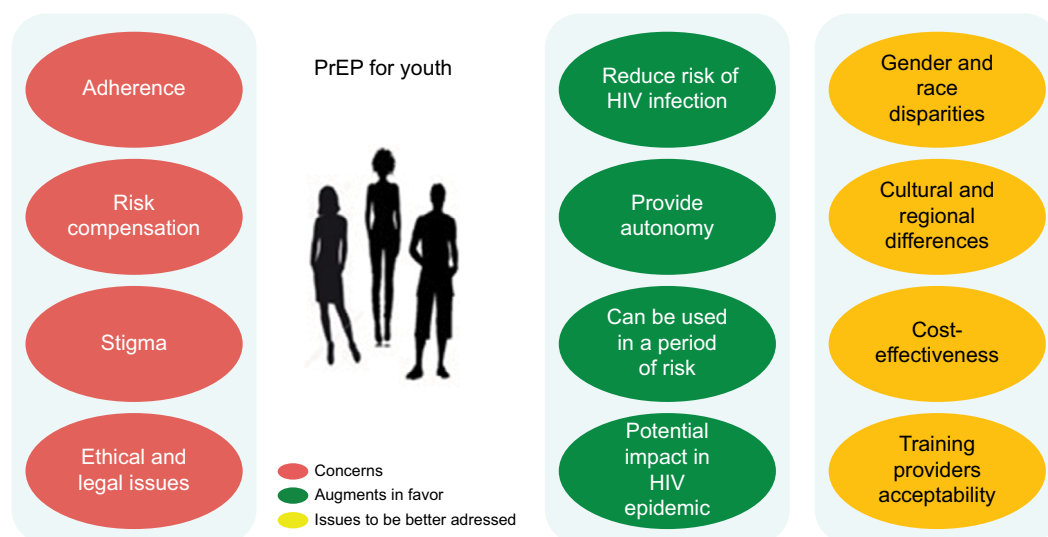 Adherence
Risk
compensation
Stigma
Ethical and
legal issues
PrEP for youth
Concerns
Augments in favor
Issues to be better adressed
Reduce risk of
HIV infection
Provide
autonomy
Can be used
in a period
of risk
Potential
impact in
HIV
epidemic
Gender and
race
disparities
Cultural and
regional
differences
Cost-
effectiveness
Training
providers
acceptability